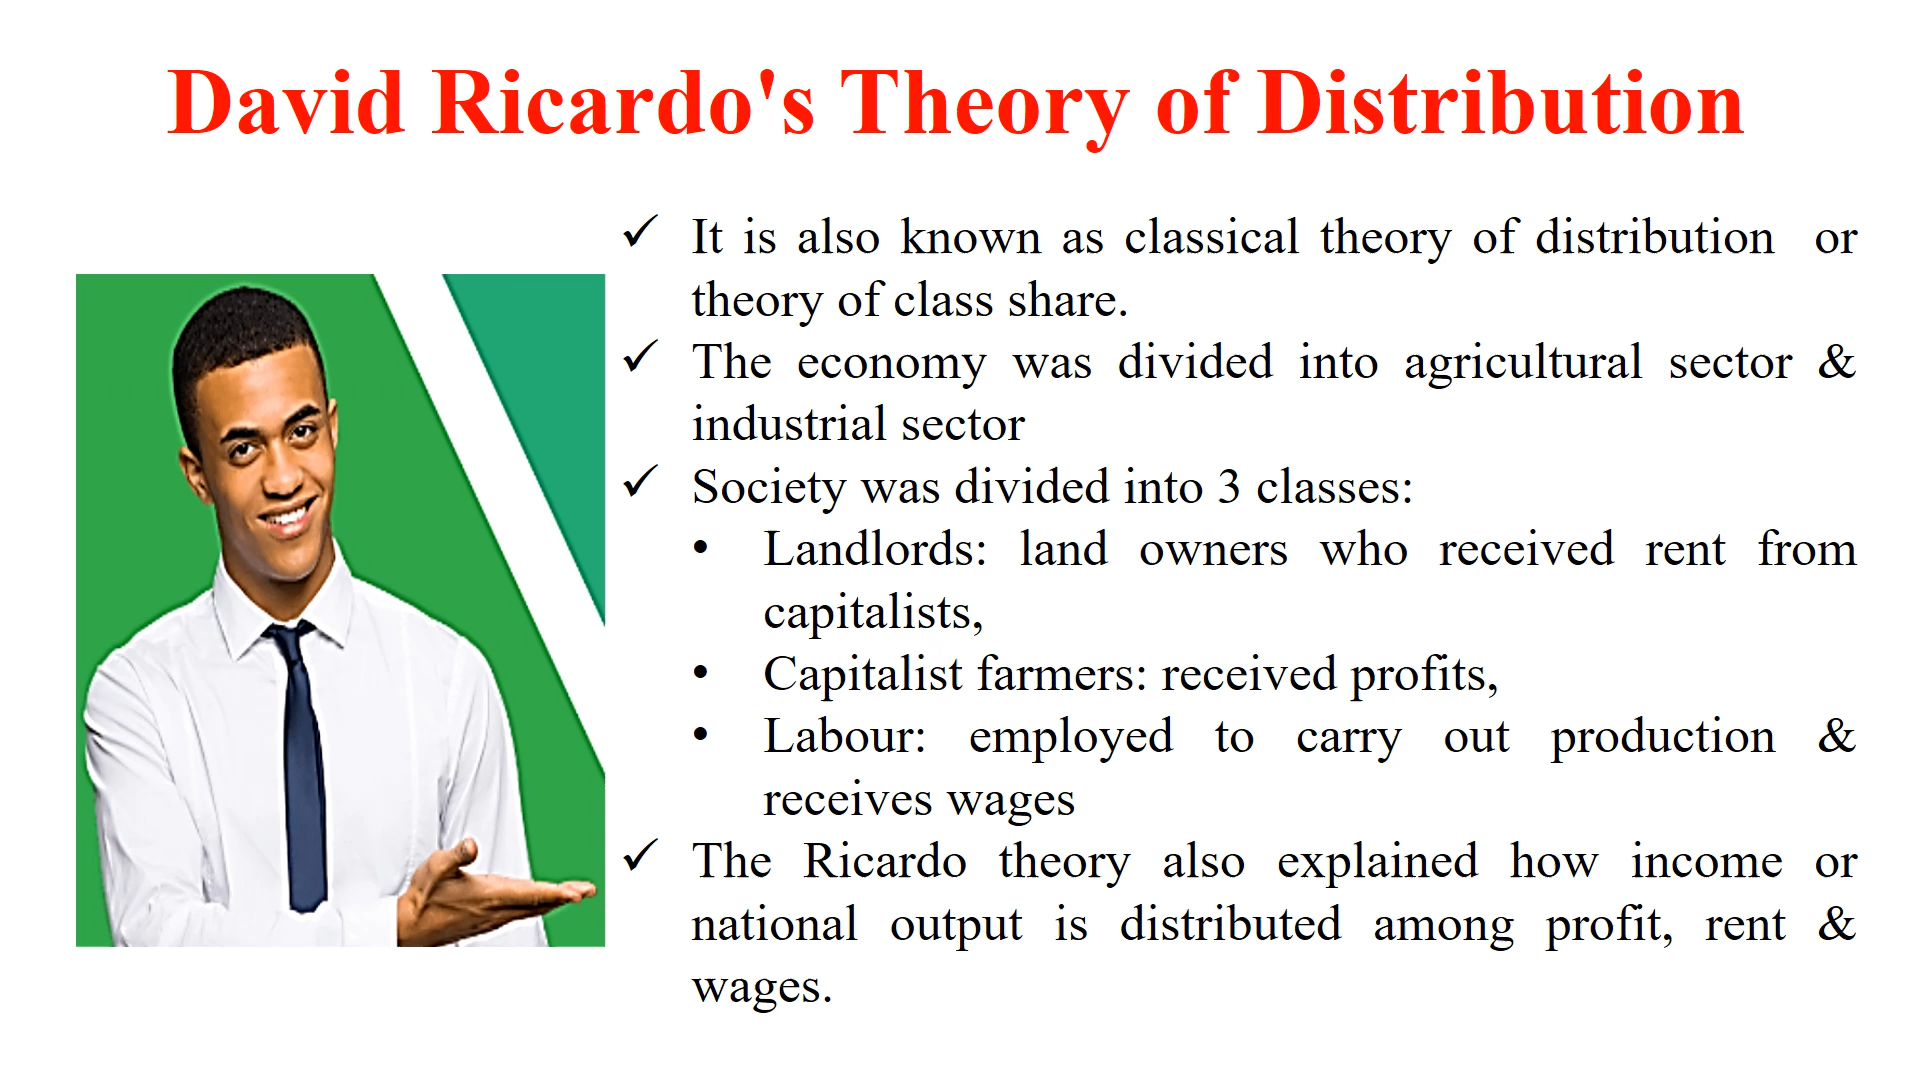 David Ricardo's Theory of Distribution
✓ It is also known as classical theory of distribution or
theory of class share.
✓ The economy was divided into agricultural sector &
industrial sector
✓ Society was divided into 3 classes:
• Landlords: land owners who received rent from
capitalists,
• Capitalist farmers: received profits,
• Labour: employed to carry out production &
receives wages
✓ The Ricardo theory also explained how income or
national output is distributed among profit, rent &
wages.